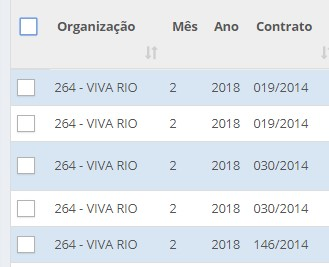 Organização Mês Ano Contrato
264 - VIVA RIO 2 2018 019/2014
264 - VIVA RIO 2 2018 019/2014
264 - VIVA RIO 2 2018 030/2014
264 - VIVA RIO 2 2018 030/2014
264 - VIVA RIO 2 2018 146/2014